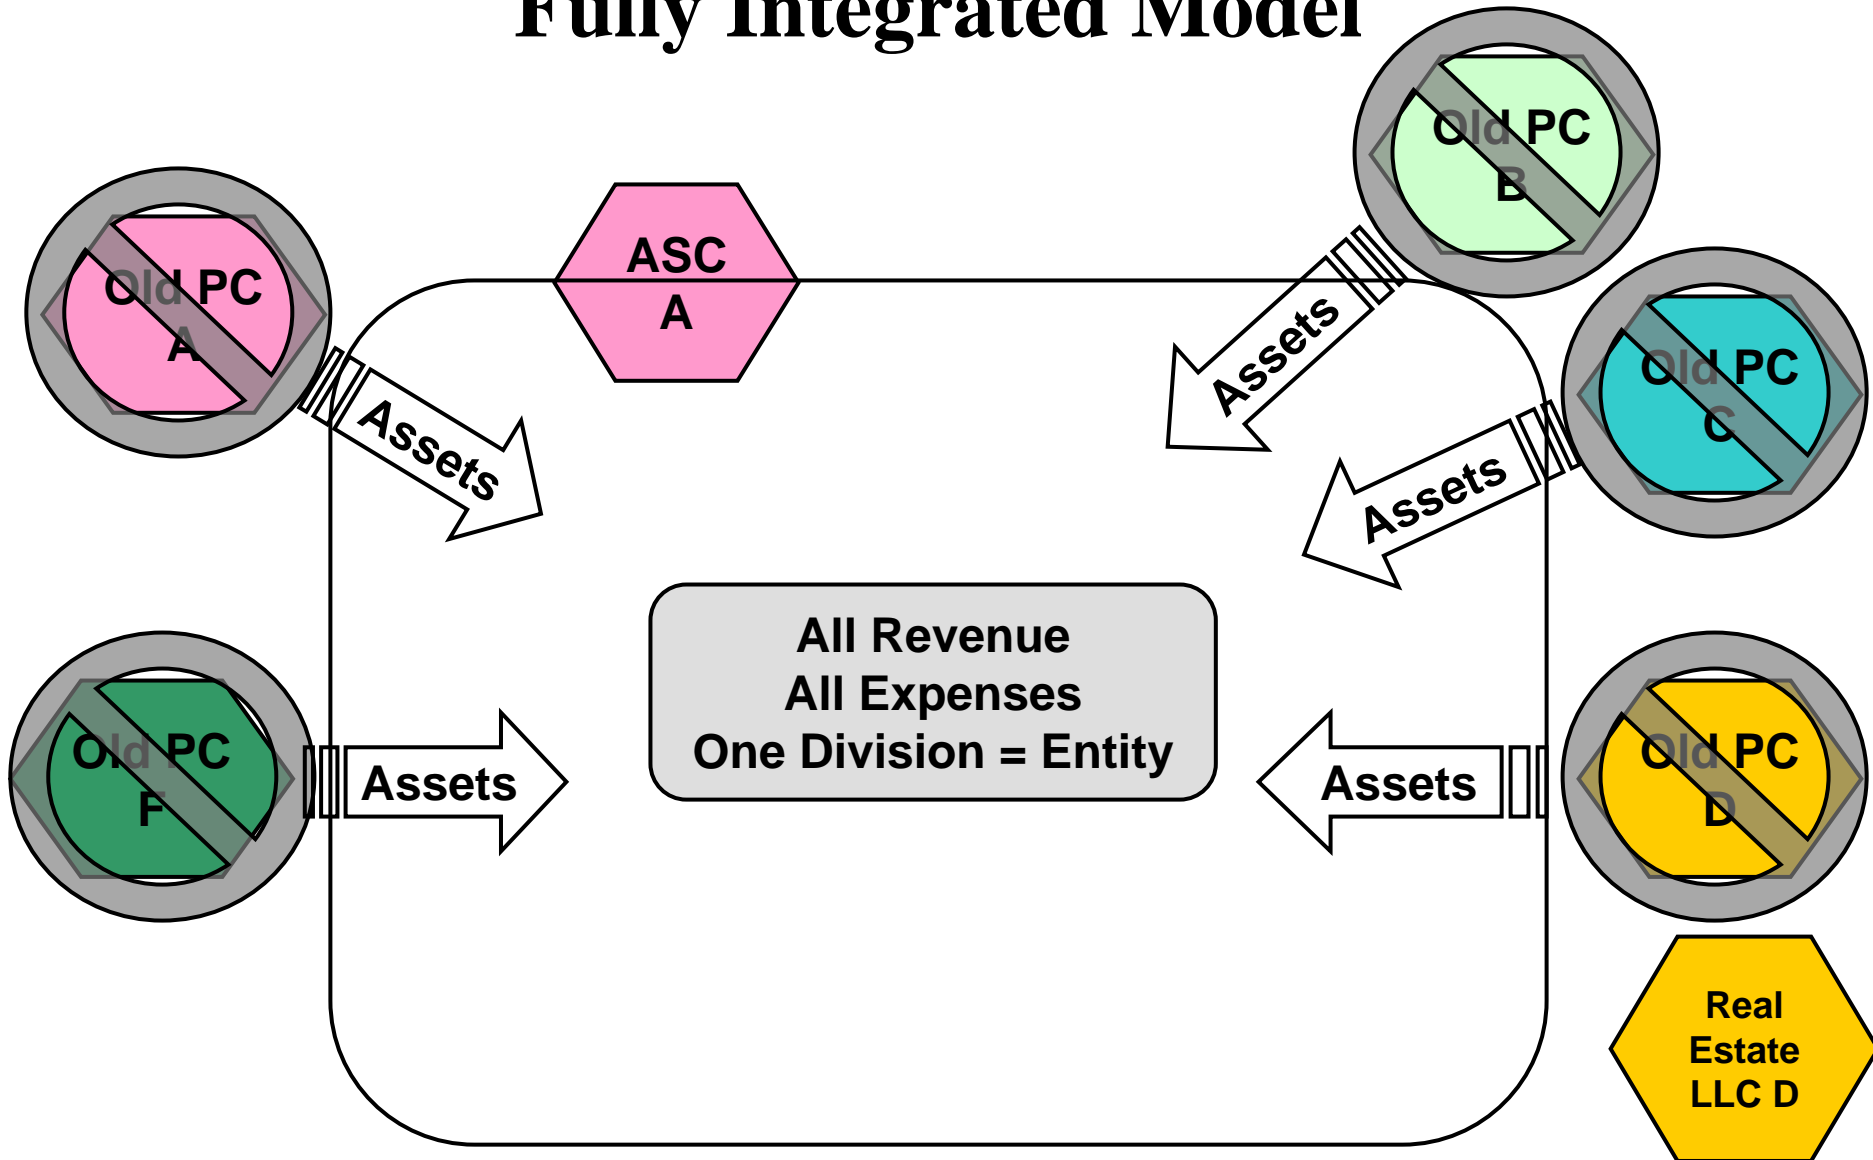 Fully Integrated Model
Old PC
B
ASC
A
Old PC
A
Old PC
C
Assets
Assets
Assets
All Revenue
All Expenses
One Division = Entity
Old PC
F
Assets
Assets
Old PC
D
Real
Estate
LLC D